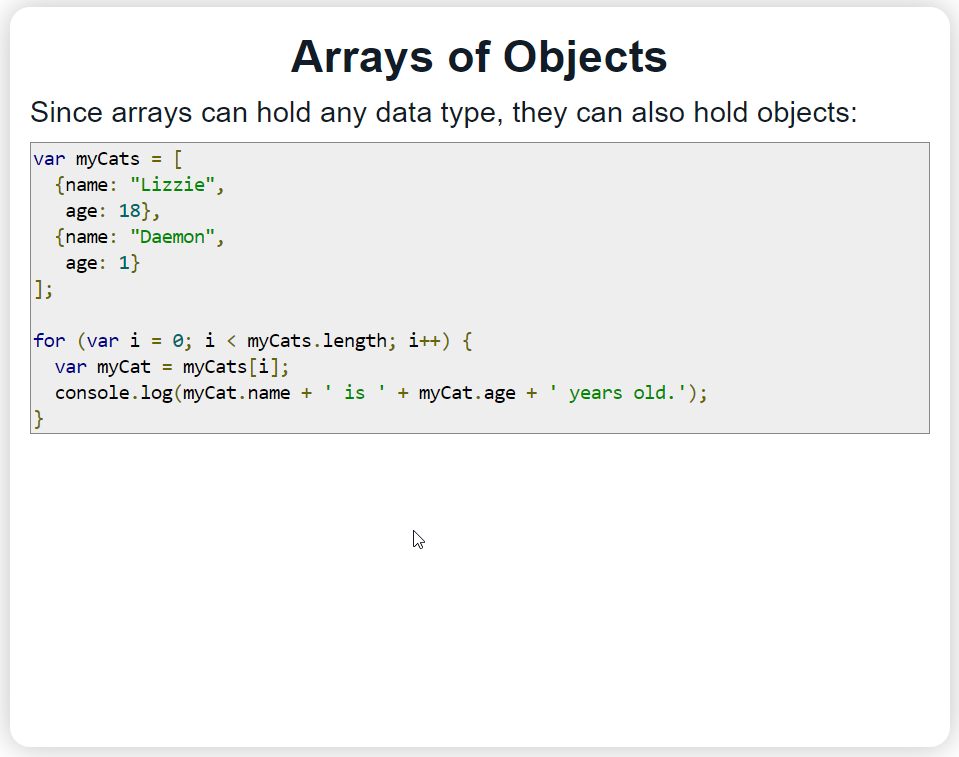 Arrays of Objects
Since arrays can hold any data type, they can also hold objects:
var myCats = [
  {name: "Lizzie",
   age: 18},
  {name: "Daemon",
   age: 1}
];

for (var i = 0; i < myCats.length; i++) {
  var myCat = myCats[i];
  console.log(myCat.name + ' is ' + myCat.age + ' years old.');
}